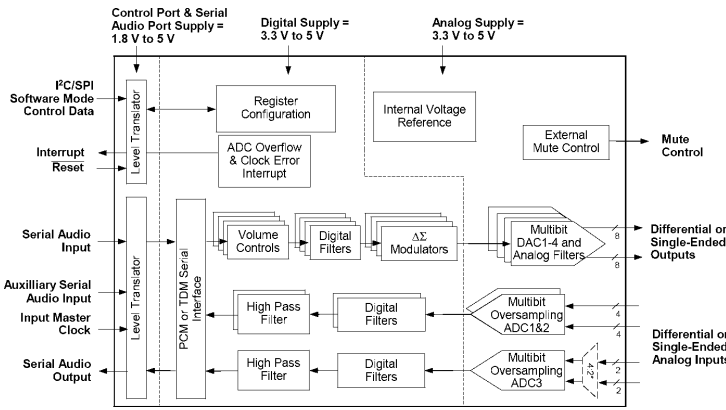 Control Port & Serial
Audio Port Supply =
1.8 V to 5 V
Digital Supply =
3.3 V to 5 V
Analog Supply =
3.3 V to 5 V
I²C/SPI
Software Mode
Control Data
Interrupt
Reset
Level Translator
Register
Configuration
ADC Overflow
& Clock Error
Interrupt
Internal Voltage
Reference
External
Mute Control
Mute
Control
Serial Audio
Input
Auxilliary Serial
Audio Input
Input Master
Clock
Serial Audio
Output
Level Translator
PCM or TDM Serial
Interface
Volume
Controls
Digital
Filters
ΔΣ
Modulators
Multibit
DAC1-4 and
Analog Filters
8
8
Differential or
Single-Ended
Outputs
High Pass
Filter
Digital
Filters
Multibit
Oversampling
ADC1&2
4
4
High Pass
Filter
Digital
Filters
Multibit
Oversampling
ADC3
4:2*
2
2
Differential or
Single-Ended
Analog Inputs